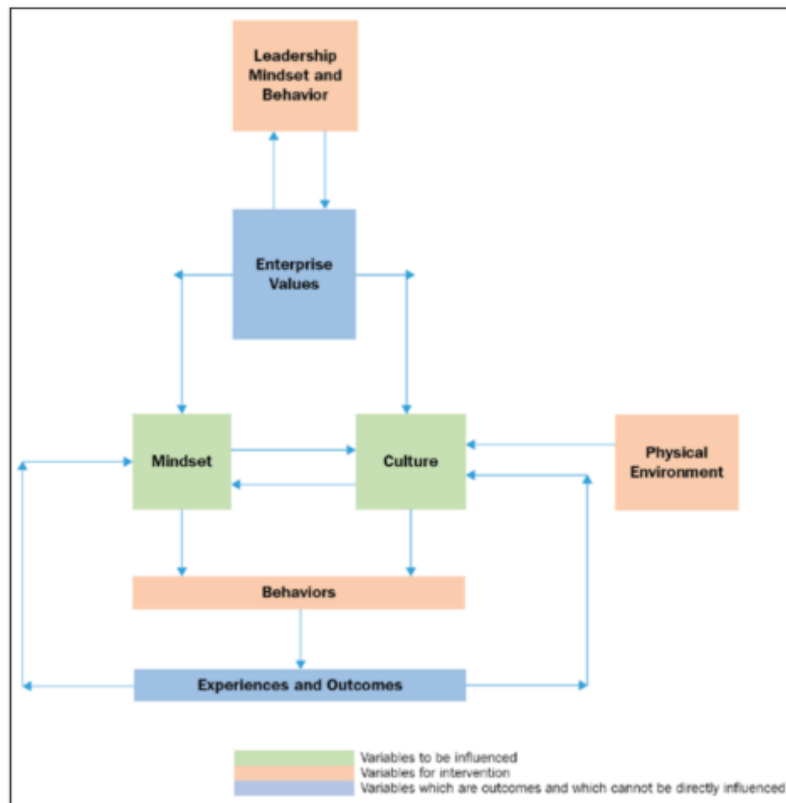 Leadership
Mindset and
Behavior
Enterprise
Values
Mindset
Culture
Physical
Environment
Behaviors
Experiences and Outcomes
Variables to be influenced
Variables for intervention
Variables which are outcomes and which cannot be directly influenced